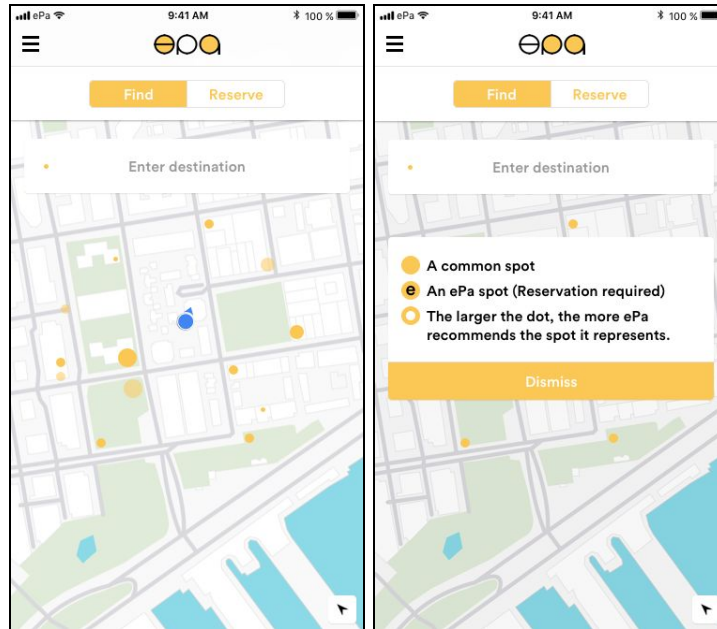 ePa 9:41 AM 100 %
epa
Find Reserve
Enter destination
ePa 9:41 AM 100 %
epa
Find Reserve
Enter destination
A common spot
e An ePa spot (Reservation required)
The larger the dot, the more ePa
recommends the spot it represents.
Dismiss